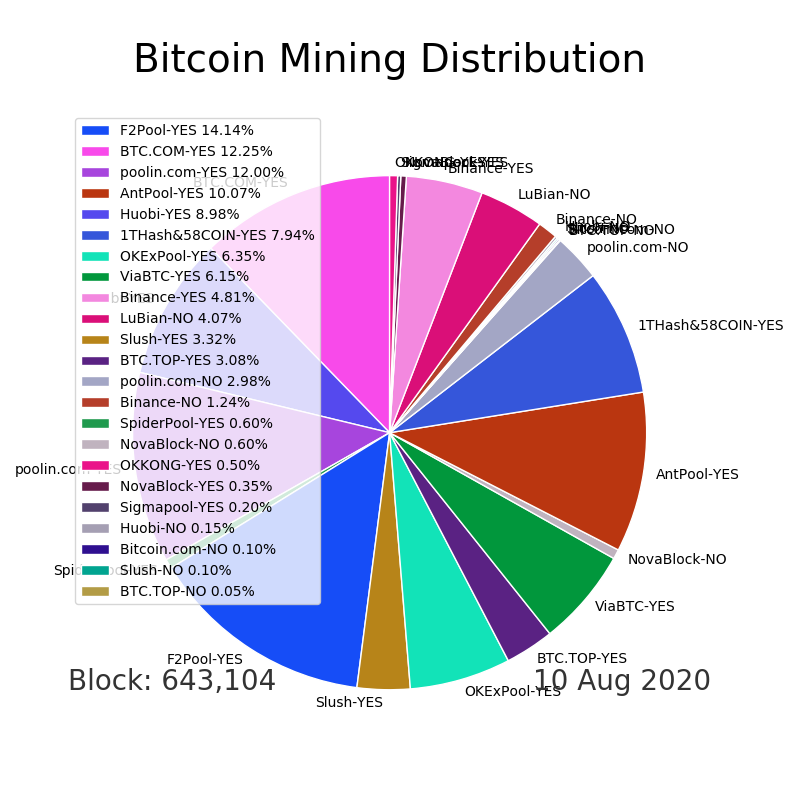 Bitcoin Mining Distribution
F2Pool-YES 14.14%
BTC.COM-YES 12.25%
poolin.com-YES 12.00%
AntPool-YES 10.07%
Huobi-YES 8.98%
1THash&58COIN-YES 7.94%
OKExPool-YES 6.35%
ViaBTC-YES 6.15%
Binance-YES 4.81%
LuBian-NO 4.07%
Slush-YES 3.32%
BTC.TOP-YES 3.08%
poolin.com-NO 2.98%
Binance-NO 1.24%
SpiderPool-YES 0.60%
NovaBlock-NO 0.60%
OKKONG-YES 0.50%
NovaBlock-YES 0.35%
Sigmapool-YES 0.20%
Huobi-NO 0.15%
Bitcoin.com-NO 0.10%
Slush-NO 0.10%
BTC.TOP-NO 0.05%
BTC.COM-YES
Binance-YES
LuBian-NO
Binance-NO
BTC.TOP-NO
poolin.com-NO
1THash&58COIN-YES
AntPool-YES
NovaBlock-NO
ViaBTC-YES
BTC.TOP-YES
OKExPool-YES
Slush-YES
F2Pool-YES
poolin.com-YES
Block: 643,104
10 Aug 2020